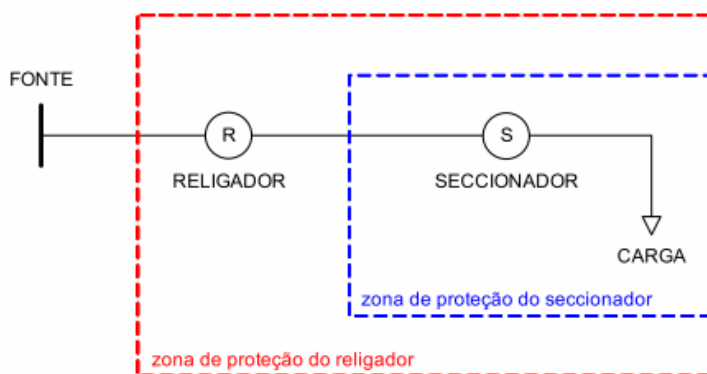 FONTE
R
S
RELIGADOR
SECCIONADOR
CARGA
zona de proteção do seccionador
zona de proteção do religador